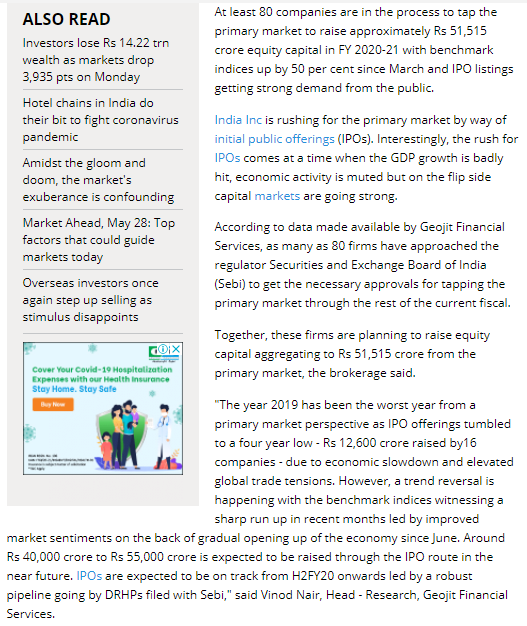 ALSO READ
Investors lose Rs 14.22 trn
wealth as markets drop
3,935 pts on Monday
Hotel chains in India do
their bit to fight coronavirus
pandemic
Amidst the gloom and
doom, the market's
exuberance is confounding
Market Ahead, May 28: Top
factors that could guide
markets today
Overseas investors once
again step up selling as
stimulus disappoints
Cover Your Covid-19 Hospitalization
Expenses with our Health Insurance
Stay Home. Stay Safe
Buy Now
At least 80 companies are in the process to tap the
primary market to raise approximately Rs 51,515
crore equity capital in FY 2020-21 with benchmark
indices up by 50 per cent since March and IPO listings
getting strong demand from the public.
India Inc is rushing for the primary market by way of
initial public offerings (IPOs). Interestingly, the rush for
IPOs comes at a time when the GDP growth is badly
hit, economic activity is muted but on the flip side
capital markets are going strong.
According to data made available by Geojit Financial
Services, as many as 80 firms have approached the
regulator Securities and Exchange Board of India
(Sebi) to get the necessary approvals for tapping the
primary market through the rest of the current fiscal.
Together, these firms are planning to raise equity
capital aggregating to Rs 51,515 crore from the
primary market, the brokerage said.
"The year 2019 has been the worst year from a
primary market perspective as IPO offerings tumbled
to a four year low - Rs 12,600 crore raised by16
companies - due to economic slowdown and elevated
global trade tensions. However, a trend reversal is
happening with the benchmark indices witnessing a
sharp run up in recent months led by improved
market sentiments on the back of gradual opening up of the economy since June. Around
Rs 40,000 crore to Rs 55,000 crore is expected to be raised through the IPO route in the
near future. IPOs are expected to be on track from H2FY20 onwards led by a robust
pipeline going by DRHPs filed with Sebi," said Vinod Nair, Head - Research, Geojit Financial
Services.